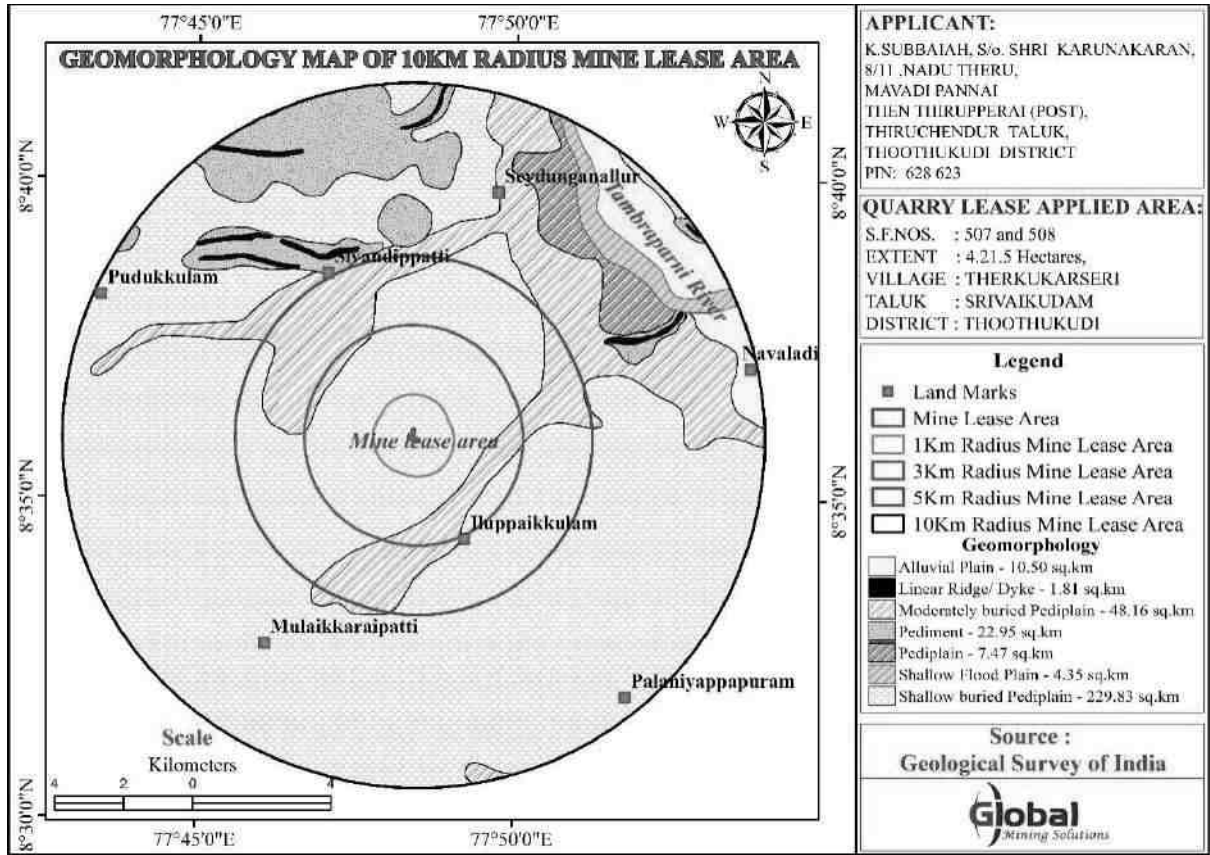 77°45'0"E
77°50'0"E
GEOMORPHOLOGY MAP OF 10KM RADIUS MINE LEASE AREA
N
W
E
S
8°40'0"N
8°40'0"N
Seydunganallur
Tambraparni River
Sivandippatti
Pudukkulam
Navaladi
Mine lease area
8°35'0"N
8°35'0"N
Iluppaikkulam
Mulaikkaraipatti
Palaniyappapuram
Scale
Kilometers
4 2 0 4
8°30'0"N
77°45'0"E
77°50'0"E
APPLICANT:
K.SUBBAIAH, S/o. SHRI KARUNAKARAN,
8/11 ,NADU THERU,
MAVADI PANNAI
THEN THIRUPPERAI (POST),
THIRUCHENDUR TALUK,
THOOTHUKUDI DISTRICT
PIN: 628 623
QUARRY LEASE APPLIED AREA:
S.F.NOS. : 507 and 508
EXTENT : 4.21.5 Hectares,
VILLAGE : THERKUKARSERI
TALUK : SRIVAIKUDAM
DISTRICT : THOOTHUKUDI
Legend
Land Marks
Mine Lease Area
1Km Radius Mine Lease Area
3Km Radius Mine Lease Area
5Km Radius Mine Lease Area
10Km Radius Mine Lease Area
Geomorphology
Alluvial Plain - 10.50 sq.km
Linear Ridge/ Dyke - 1.81 sq.km
Moderately buried Pediplain - 48.16 sq.km
Pediment - 22.95 sq.km
Pediplain - 7.47 sq.km
Shallow Flood Plain - 4.35 sq.km
Shallow buried Pediplain - 229.83 sq.km
Source :
Geological Survey of India
Global
Mining Solutions